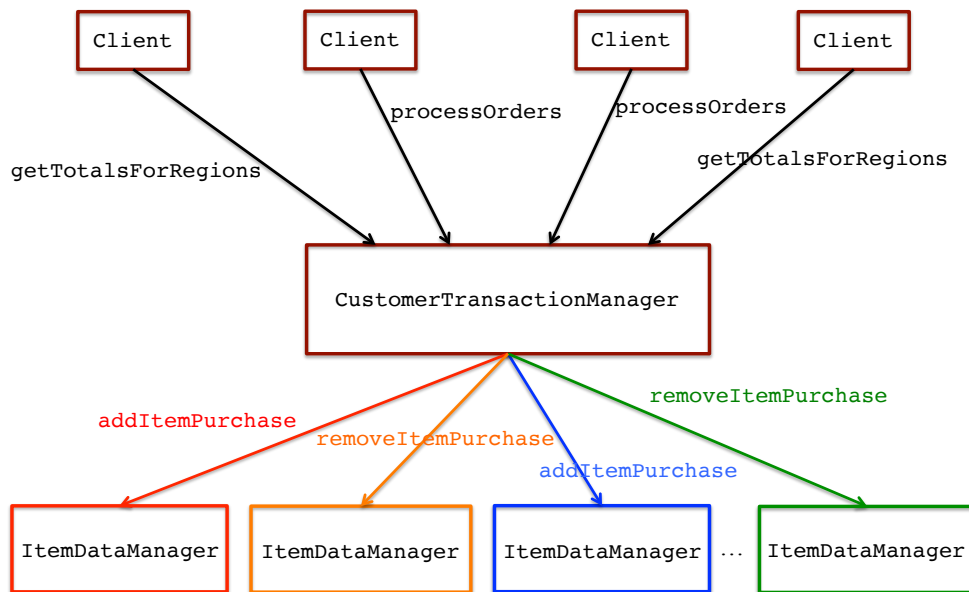 Client
Client
Client
Client
processOrders
processOrders
getTotalsForRegions
getTotalsForRegions
CustomerTransactionManager
addItemPurchase
removeItemPurchase
addItemPurchase
removeItemPurchase
ItemDataManager
ItemDataManager
ItemDataManager
...
ItemDataManager